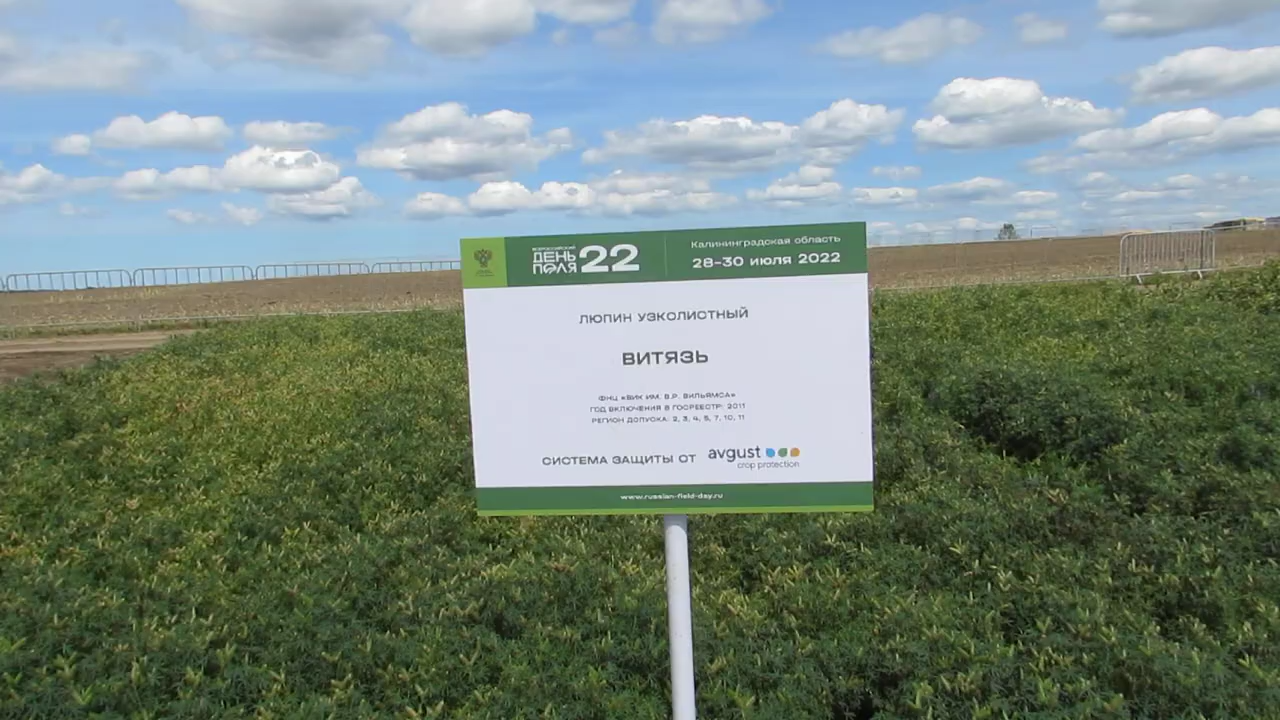 ВСЕРОССИЙСКИЙ
ДЕНЬ
ПОЛЯ 22
Калининградская область
28-30 июля 2022
ЛЮПИН УЗКОЛИСТНЫЙ
ВИТЯЗЬ
ФНЦ «ВИК ИМ. В.Р. ВИЛЬЯМСА»
ГОД ВКЛЮЧЕНИЯ В ГОСРЕЕСТР: 2011
РЕГИОН ДОПУСКА: 2, 3, 4, 5, 7, 10, 11
СИСТЕМА ЗАЩИТЫ ОТ avgust
crop protection
www.russian-field-day.ru